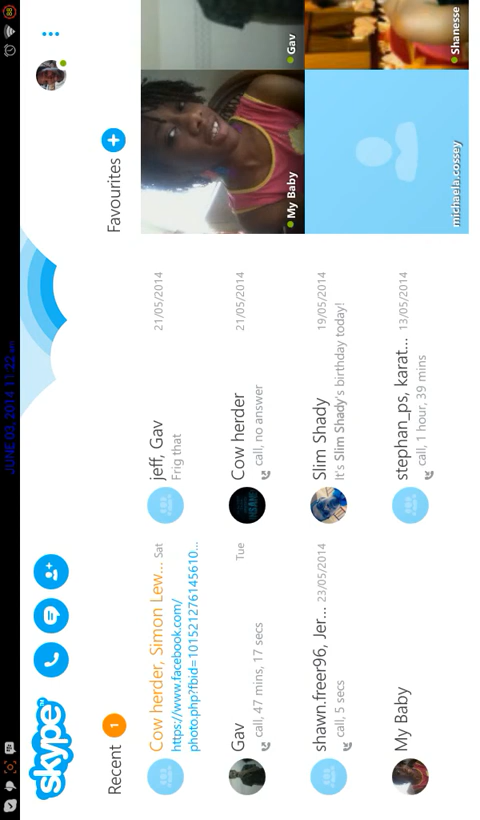 JUNE 03, 2014 11:22 AM
88
skype™
Recent 1
Cow herder, Simon Lew... Sat
https://www.facebook.com/
photo.php?fbid=101521276145610...
Gav Tue
call, 47 mins, 17 secs
shawn.freer96, Jer... 23/05/2014
call, 5 secs
My Baby
jeff, Gav 21/05/2014
Frig that
Cow herder 21/05/2014
call, no answer
Slim Shady 19/05/2014
It's Slim Shady's birthday today!
stephan_ps, karat... 13/05/2014
call, 1 hour, 39 mins
Favourites
My Baby
Gav
michaela.cossey
Shanesse